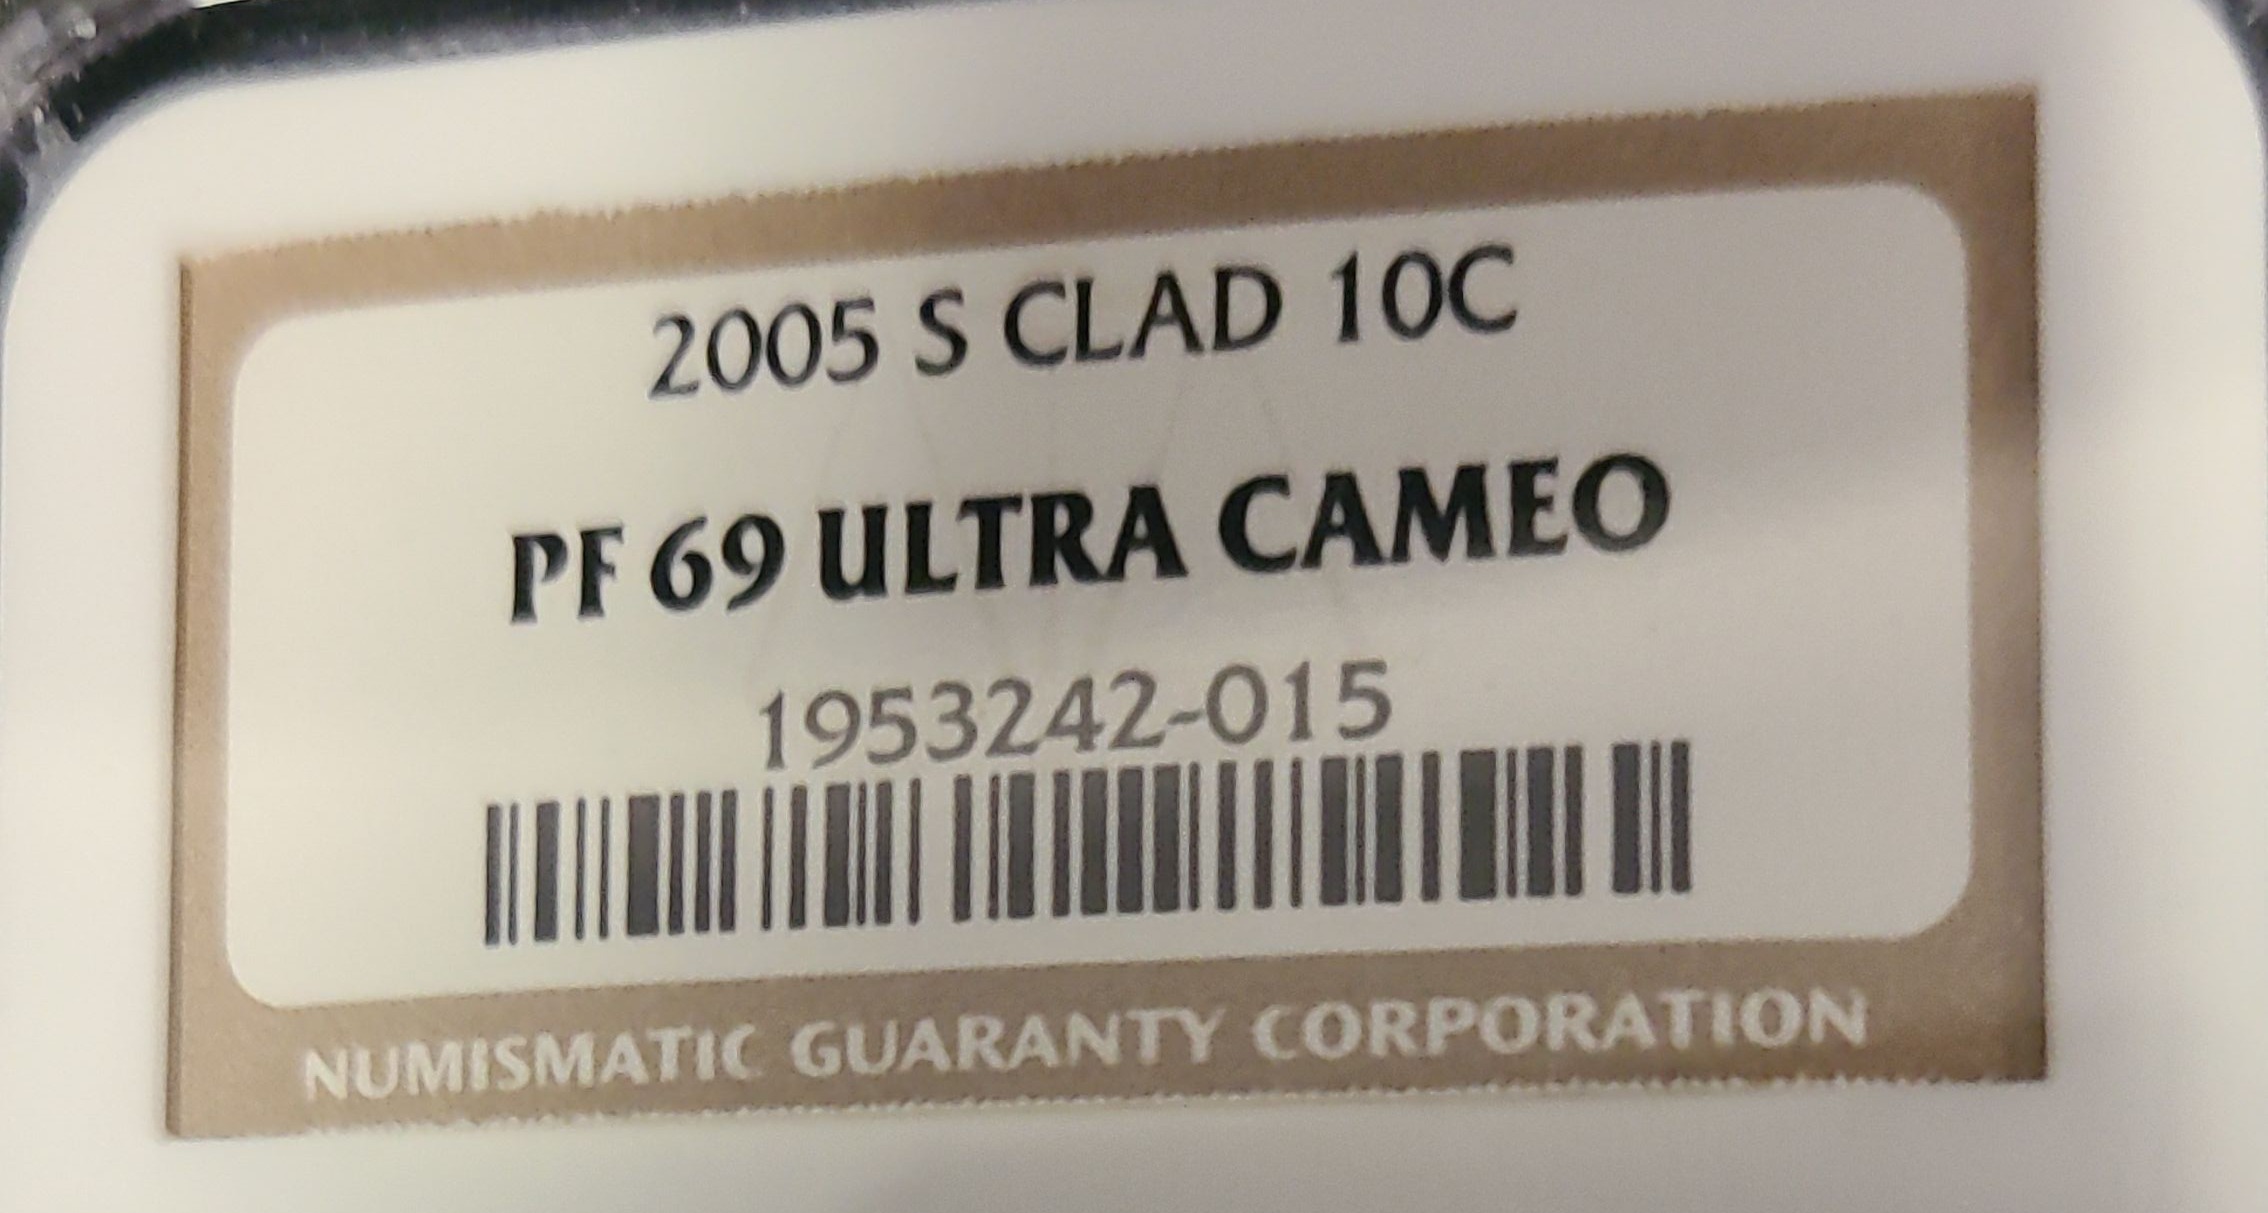 2005 S CLAD 10C
PF 69 ULTRA CAMEO
1953242-015
NUMISMATIC GUARANTY CORPORATION